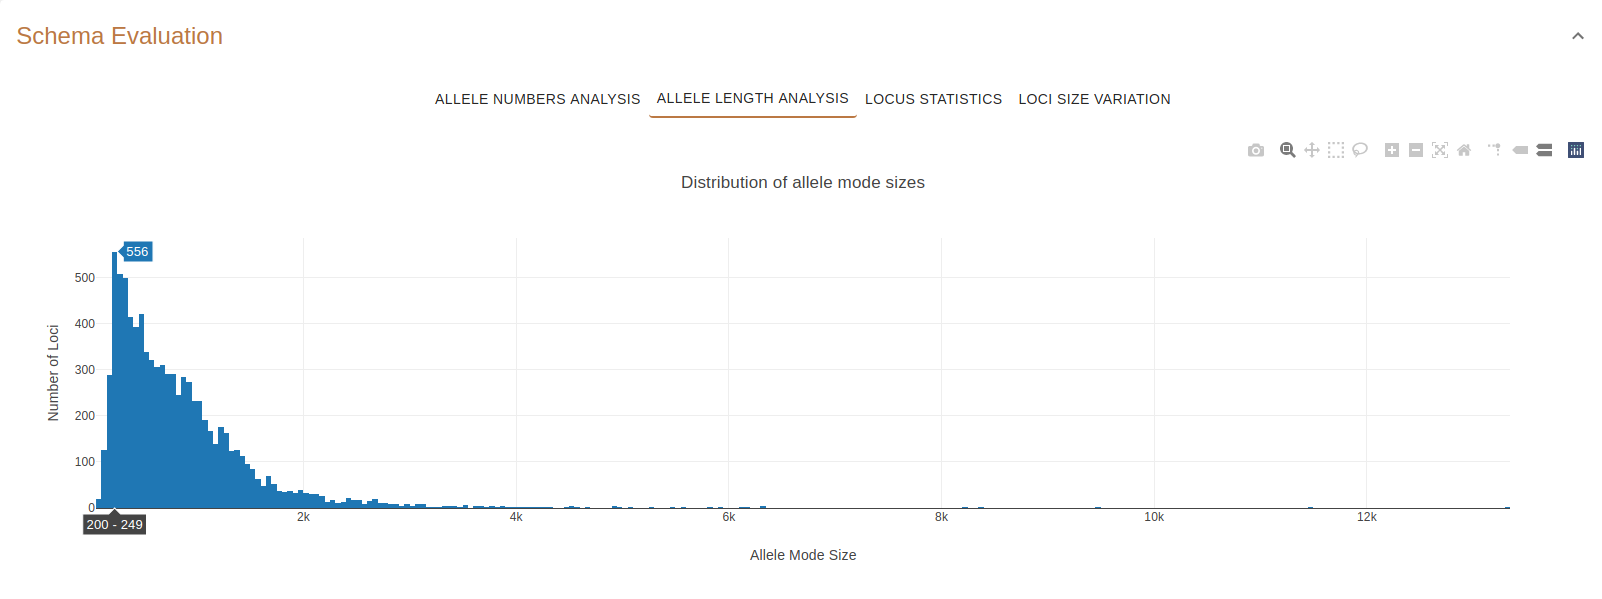 Schema Evaluation
ALLELE NUMBERS ANALYSIS ALLELE LENGTH ANALYSIS LOCUS STATISTICS LOCI SIZE VARIATION
Distribution of allele mode sizes
556
500
400
300
200
100
0
Number of Loci
200 - 249
2k 4k 6k 8k 10k 12k
Allele Mode Size